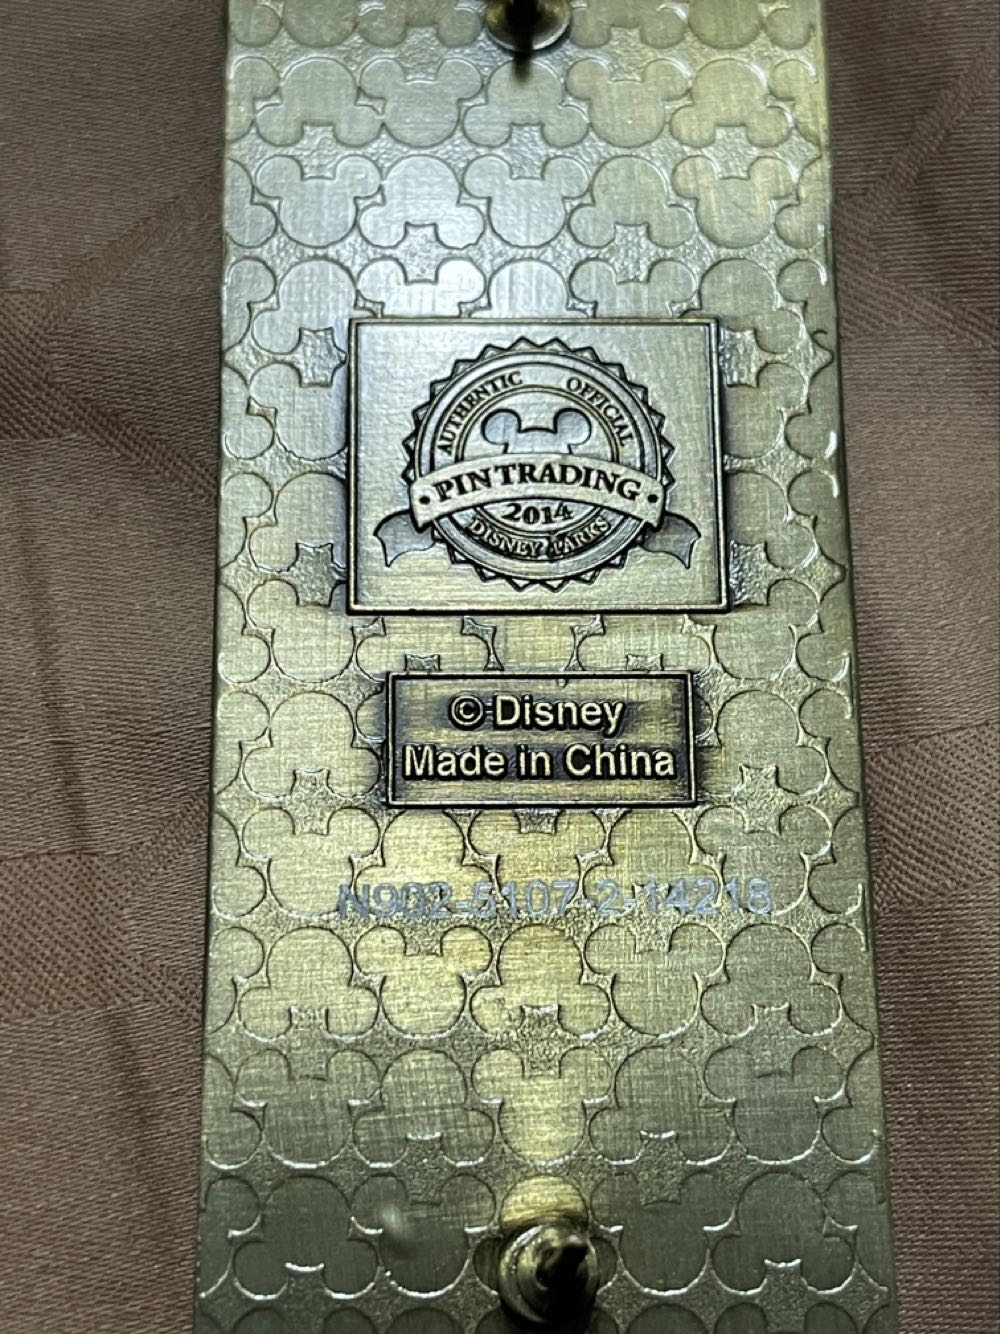 AUTHENTIC OFFICIAL
PIN TRADING
2014
DISNEY PARKS
© Disney
Made in China
N902-5107-2-14218